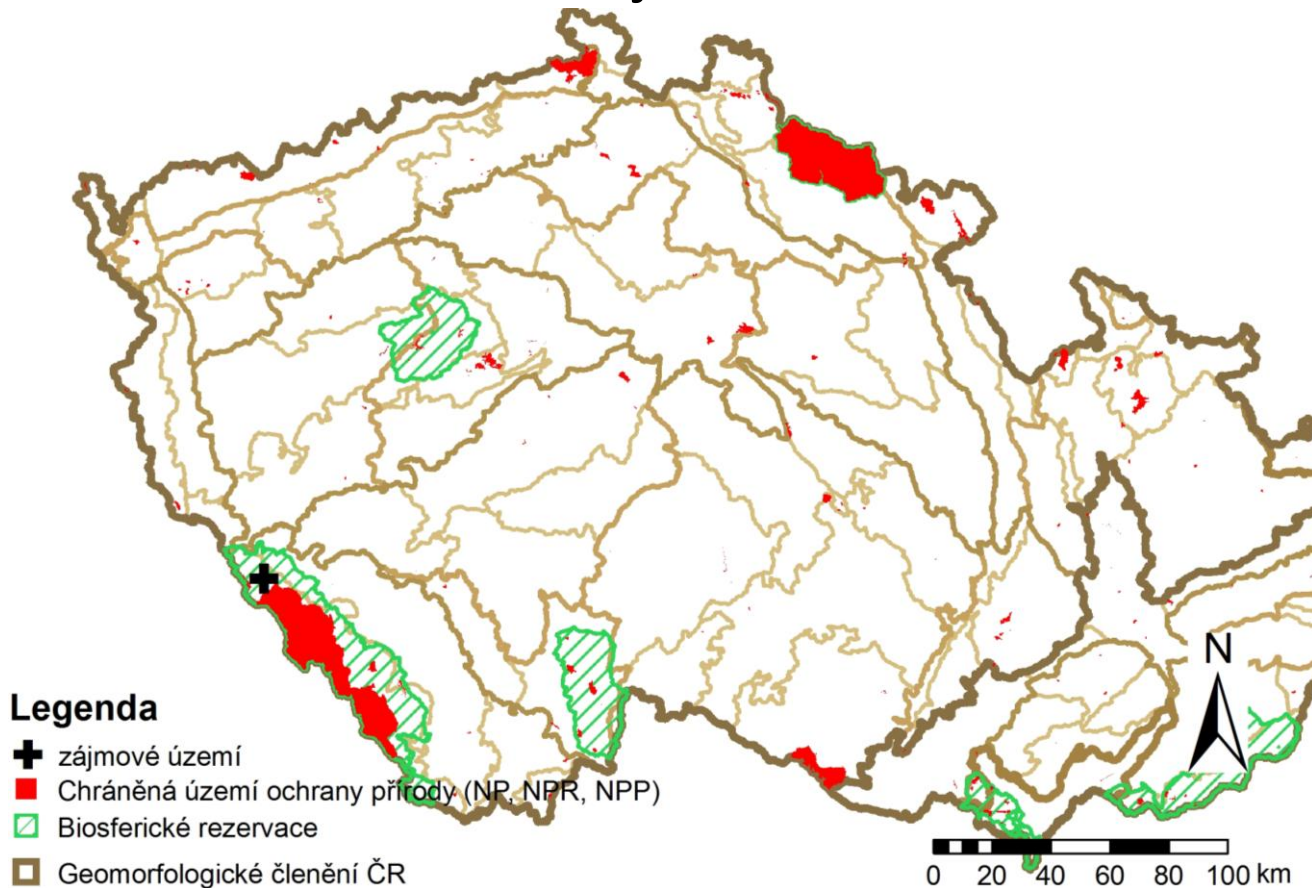 N
Legenda
zájmové území
Chráněná území ochrany přírody (NP, NPR, NPP)
Biosferické rezervace
Geomorfologické členění ČR
0 20 40 60 80 100 km